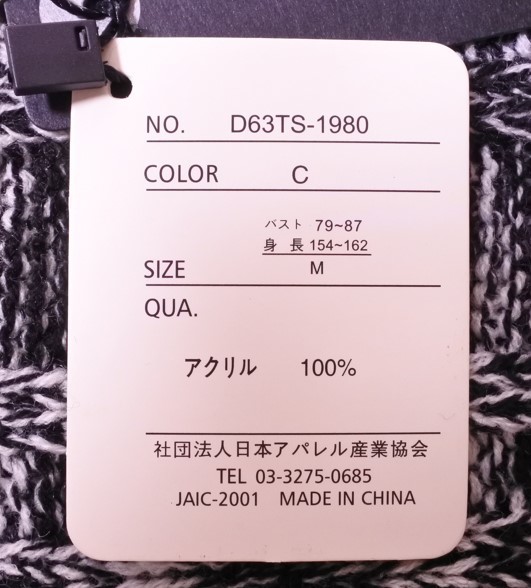 NO. D63TS-1980
COLOR C
バスト 79~87
身 長 154~162
SIZE M
QUA.
アクリル 100%
社団法人日本アパレル産業協会
TEL 03-3275-0685
JAIC-2001 MADE IN CHINA